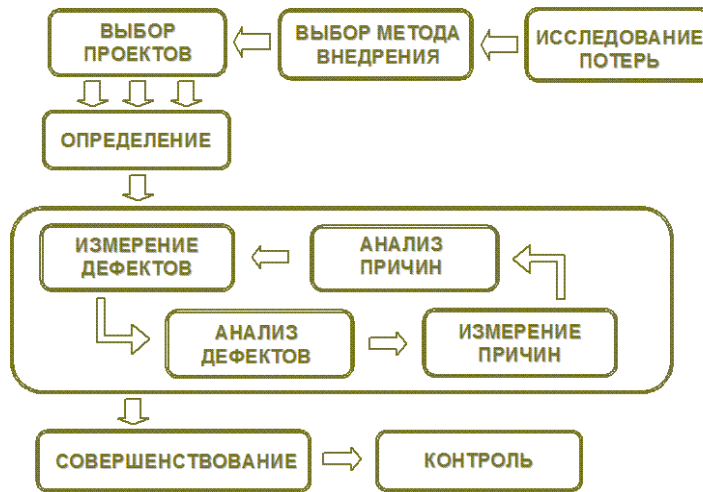 ВЫБОР
ПРОЕКТОВ
ВЫБОР МЕТОДА
ВНЕДРЕНИЯ
ИССЛЕДОВАНИЕ
ПОТЕРЬ
ОПРЕДЕЛЕНИЕ
ИЗМЕРЕНИЕ
ДЕФЕКТОВ
АНАЛИЗ
ПРИЧИН
АНАЛИЗ
ДЕФЕКТОВ
ИЗМЕРЕНИЕ
ПРИЧИН
СОВЕРШЕНСТВОВАНИЕ
КОНТРОЛЬ